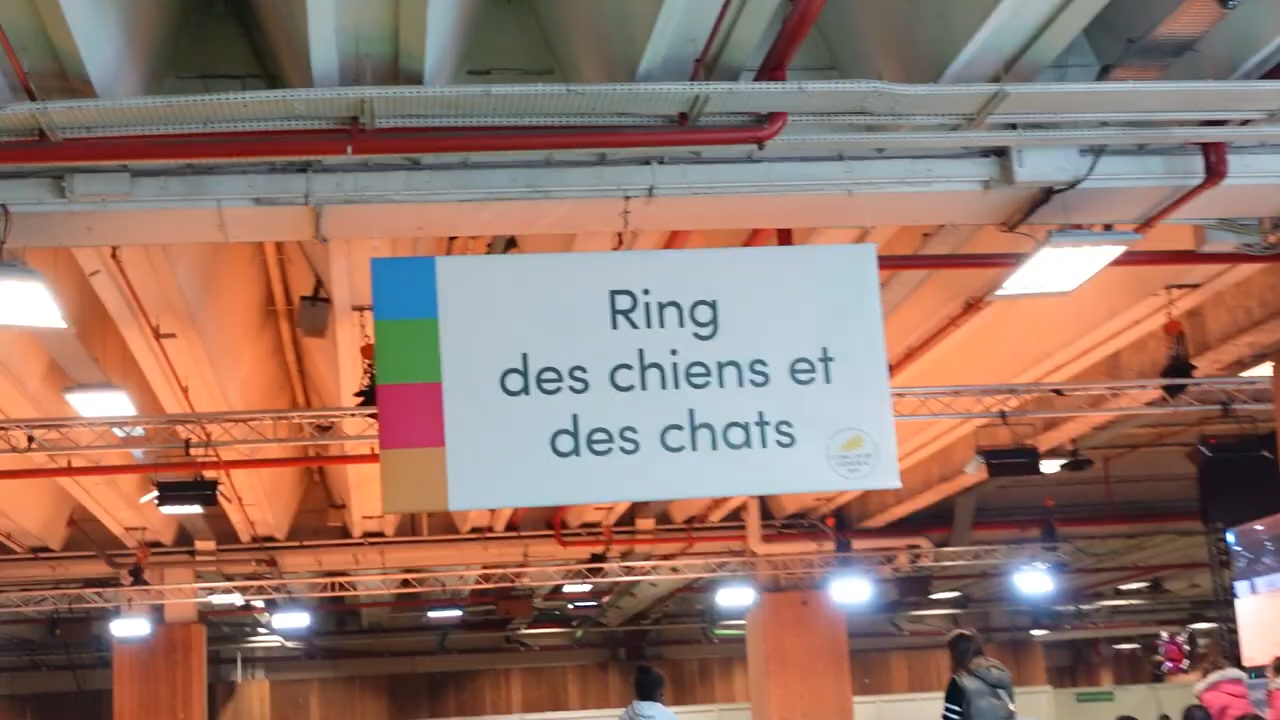 Ring
des chiens et
des chats